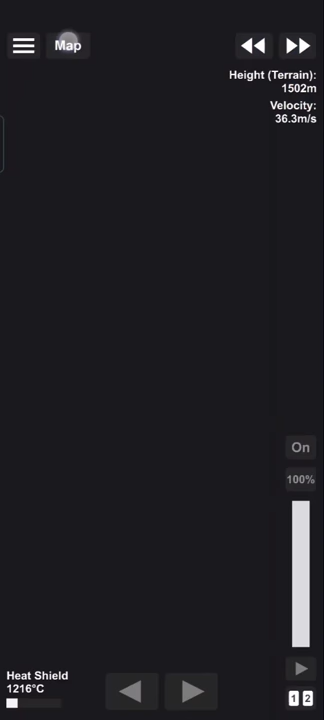 Map
Height (Terrain):
1502m
Velocity:
36.3m/s
On
100%
Heat Shield
1216°C
1 2